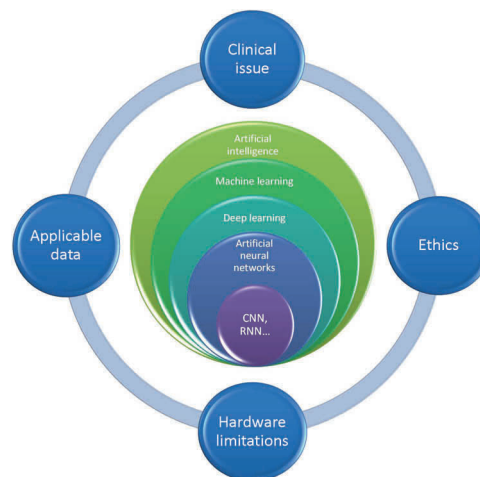 Clinical
issue
Artificial
intelligence
Machine learning
Deep learning
Applicable
data
Artificial
neural
networks
Ethics
CNN,
RNN...
Hardware
limitations